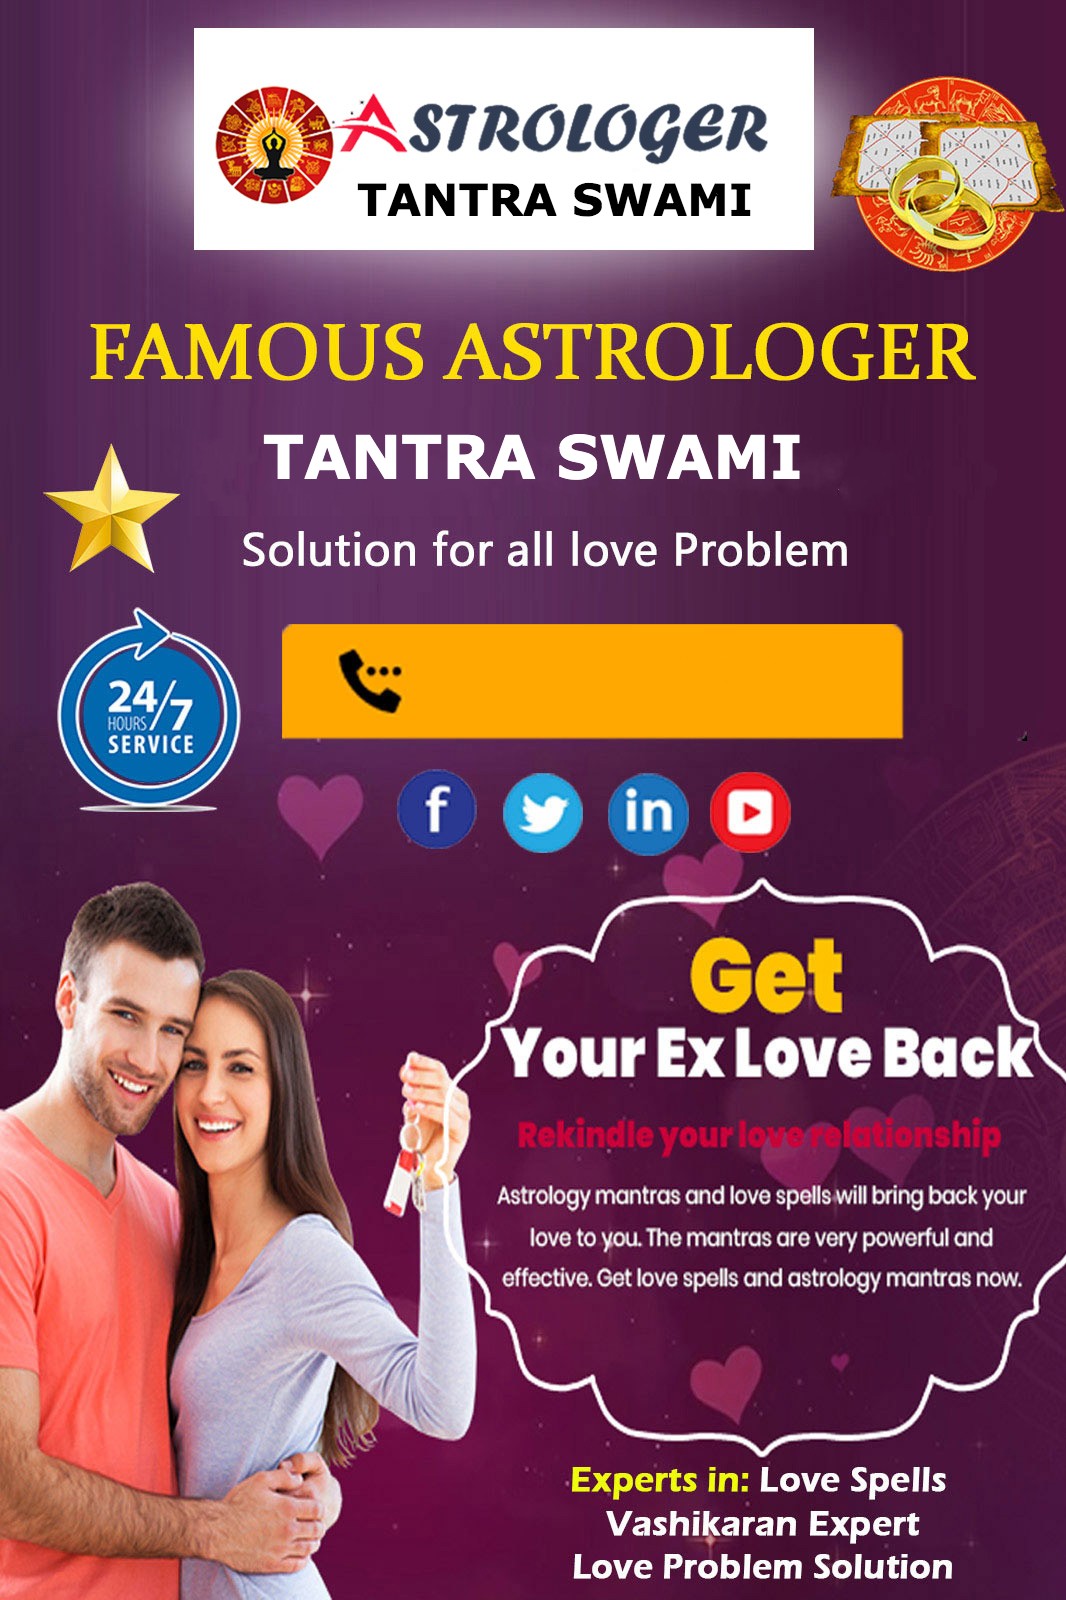 ASTROLOGER
TANTRA SWAMI
FAMOUS ASTROLOGER
TANTRA SWAMI
Solution for all love Problem
24/7
HOURS
SERVICE
f
in
Get
Your Ex Love Back
Rekindle your love relationship
Astrology mantras and love spells will bring back your
love to you. The mantras are very powerful and
effective. Get love spells and astrology mantras now.
Experts in: Love Spells
Vashikaran Expert
Love Problem Solution